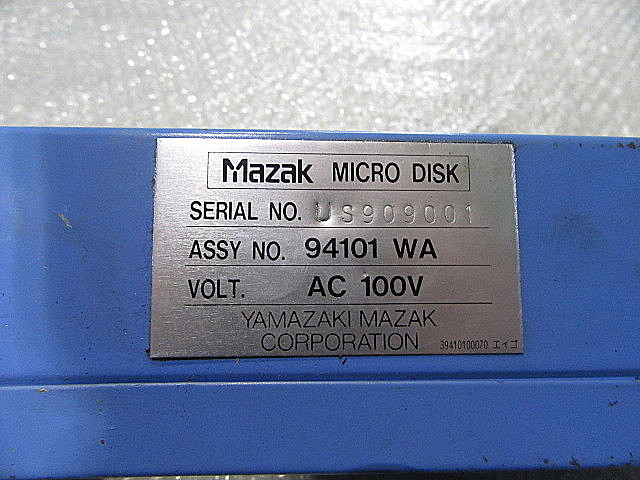 Mazak MICRO DISK
SERIAL NO. US909001
ASSY NO. 94101 WA
VOLT. AC 100V
YAMAZAKI MAZAK
CORPORATION
39410100070 エイゴ